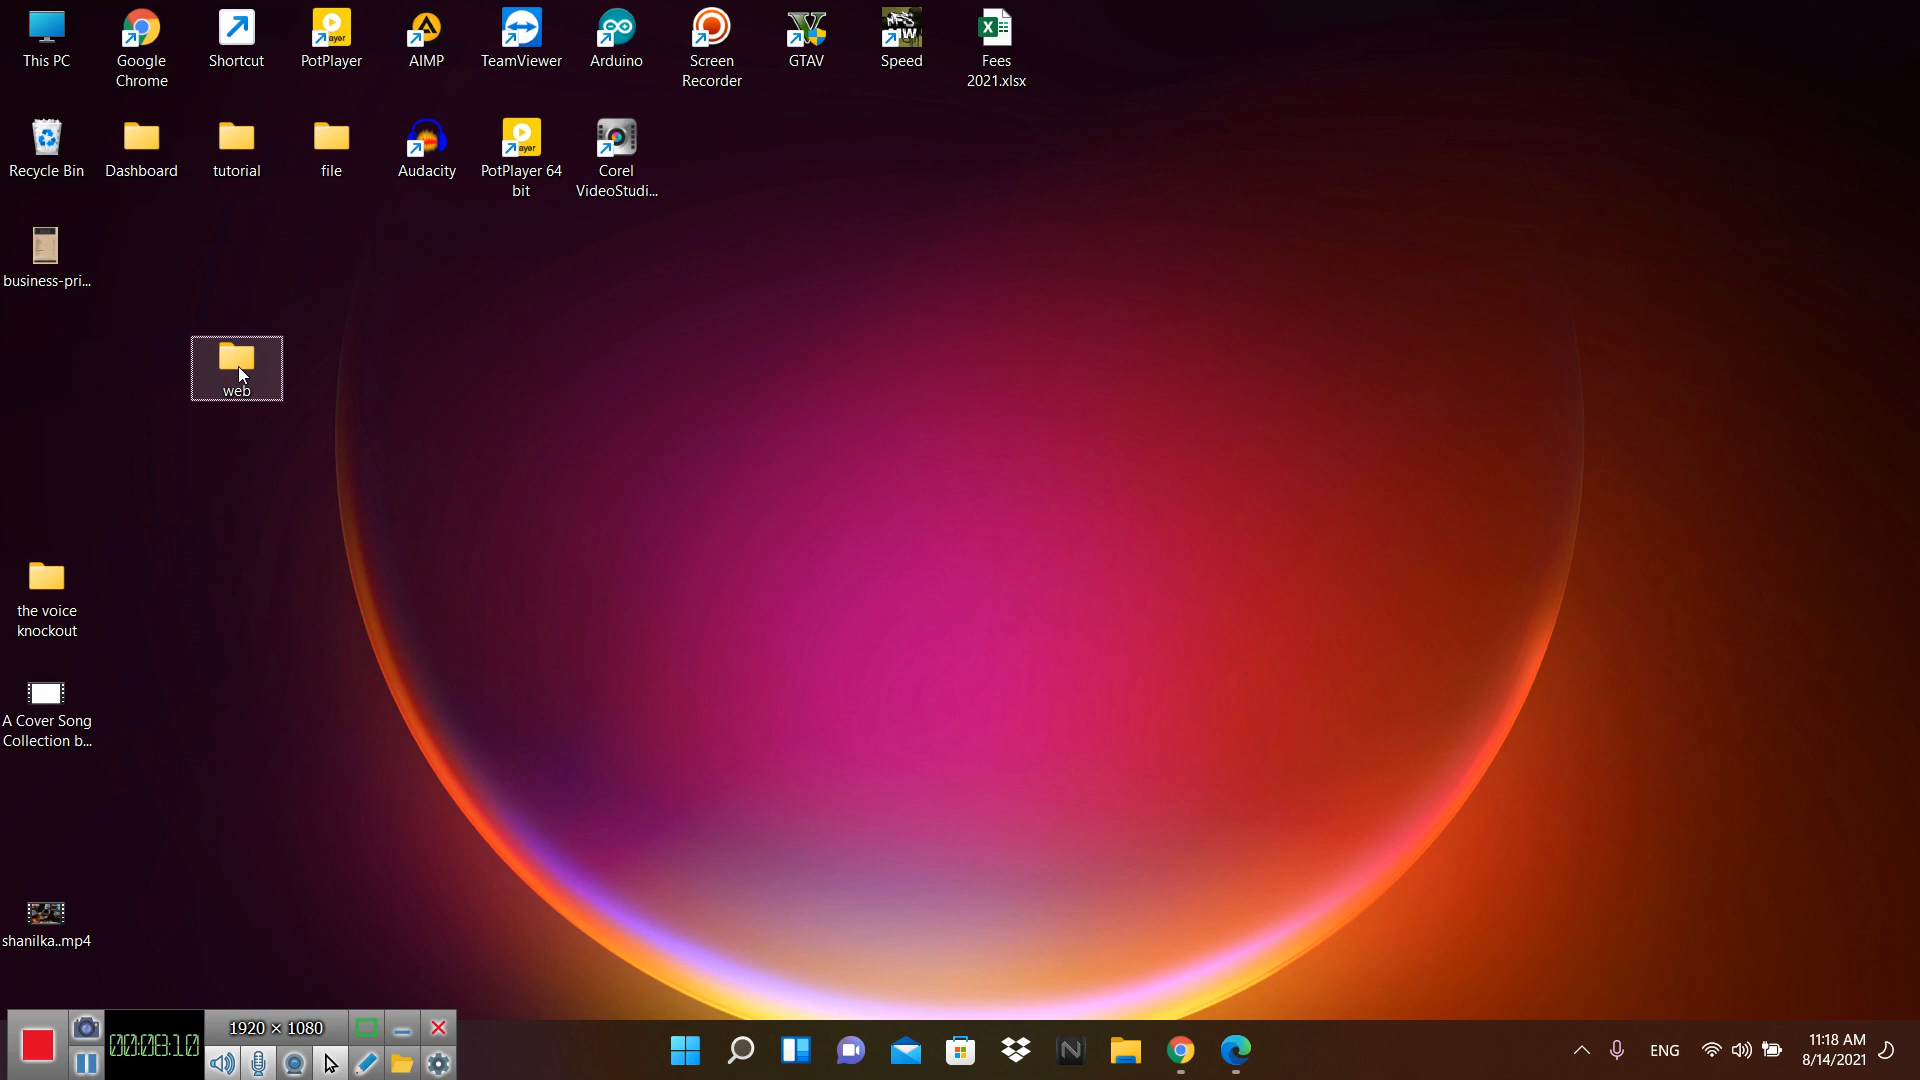 This PC
Google
Chrome
Shortcut
PotPlayer
AIMP
TeamViewer
Arduino
Screen
Recorder
GTAV
Speed
Fees
2021.xlsx
Recycle Bin
Dashboard
tutorial
file
Audacity
PotPlayer 64
bit
Corel
VideoStudi...
business-pri...
web
the voice
knockout
A Cover Song
Collection b...
shanilka..mp4
1920 × 1080
ENG
11:18 AM
8/14/2021